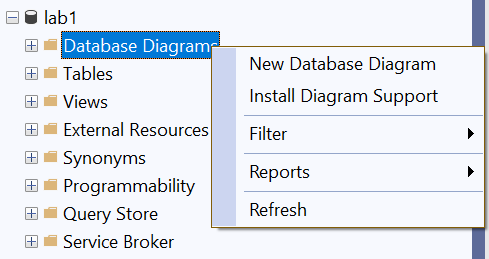 lab1
Database Diagrams
Tables
Views
External Resources
Synonyms
Programmability
Query Store
Service Broker
New Database Diagram
Install Diagram Support
Filter
Reports
Refresh